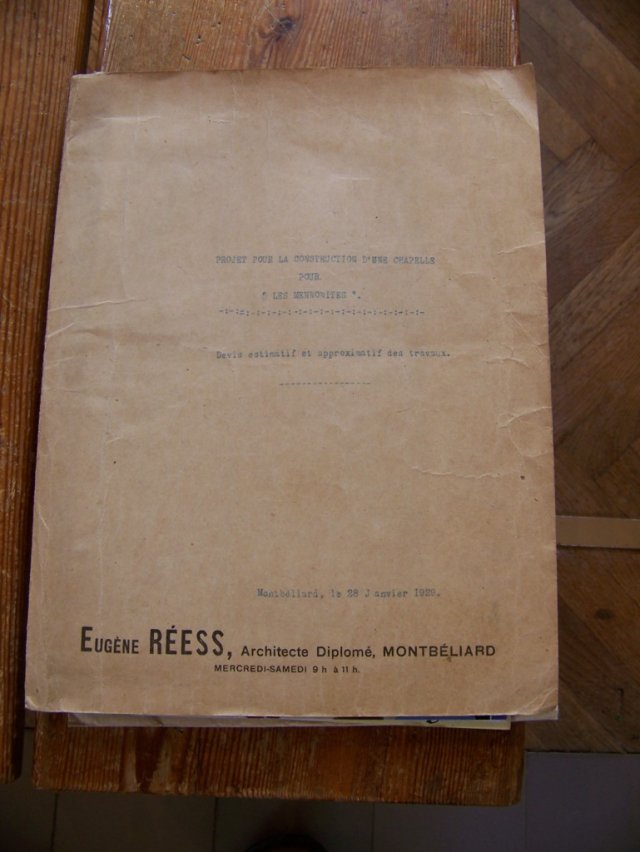 PROJET POUR LA CONSTRUCTION D'UNE CHAPELLE
POUR
" LES MENNONITES ".
Devis estimatif et approximatif des travaux.
Montbéliard, le 28 Janvier 1929.
EUGÈNE RÉESS, Architecte Diplomé, MONTBÉLIARD
MERCREDI-SAMEDI 9 h à 11 h.